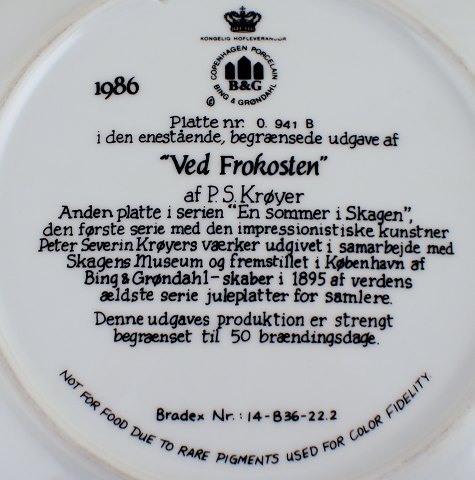 KONGELIG HOFLEVERANDØR
COPENHAGEN PORCELAIN
B&G
© BING & GRØNDAHL
1986
Platte nr. 0. 941 B
i den enestående, begrænsede udgave af
"Ved Frokosten"
af P.S. Krøyer
Anden platte i serien "En sommer i Skagen",
den første serie med den impressionistiske kunstner
Peter Severin Krøyers værker udgivet i samarbejde med
Skagens Museum og fremstillet i København af
Bing & Grøndahl - skaber i 1895 af verdens
ældste serie juleplatter for samlere.
Denne udgaves produktion er strengt
begrænset til 50 brændingsdage.
Bradex Nr.: 14-B36-22.2
NOT FOR FOOD DUE TO RARE PIGMENTS USED FOR COLOR FIDELITY.